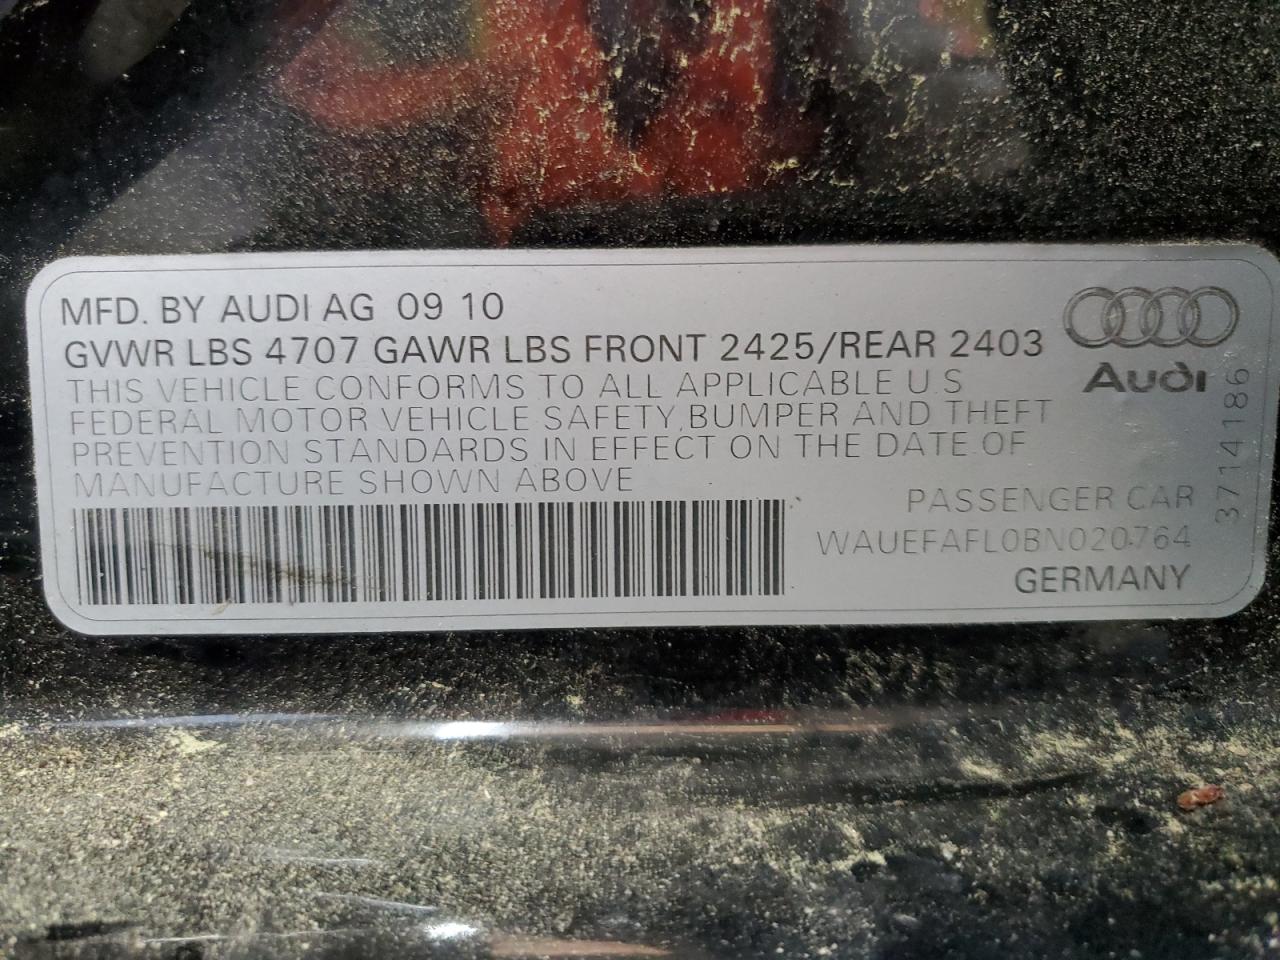 MFD. BY AUDI AG 09 10
GVWR LBS 4707 GAWR LBS FRONT 2425/REAR 2403
THIS VEHICLE CONFORMS TO ALL APPLICABLE U S
FEDERAL MOTOR VEHICLE SAFETY, BUMPER AND THEFT
PREVENTION STANDARDS IN EFFECT ON THE DATE OF
MANUFACTURE SHOWN ABOVE
Audi
3714186
PASSENGER CAR
WAUEFAFL0BN020764
GERMANY